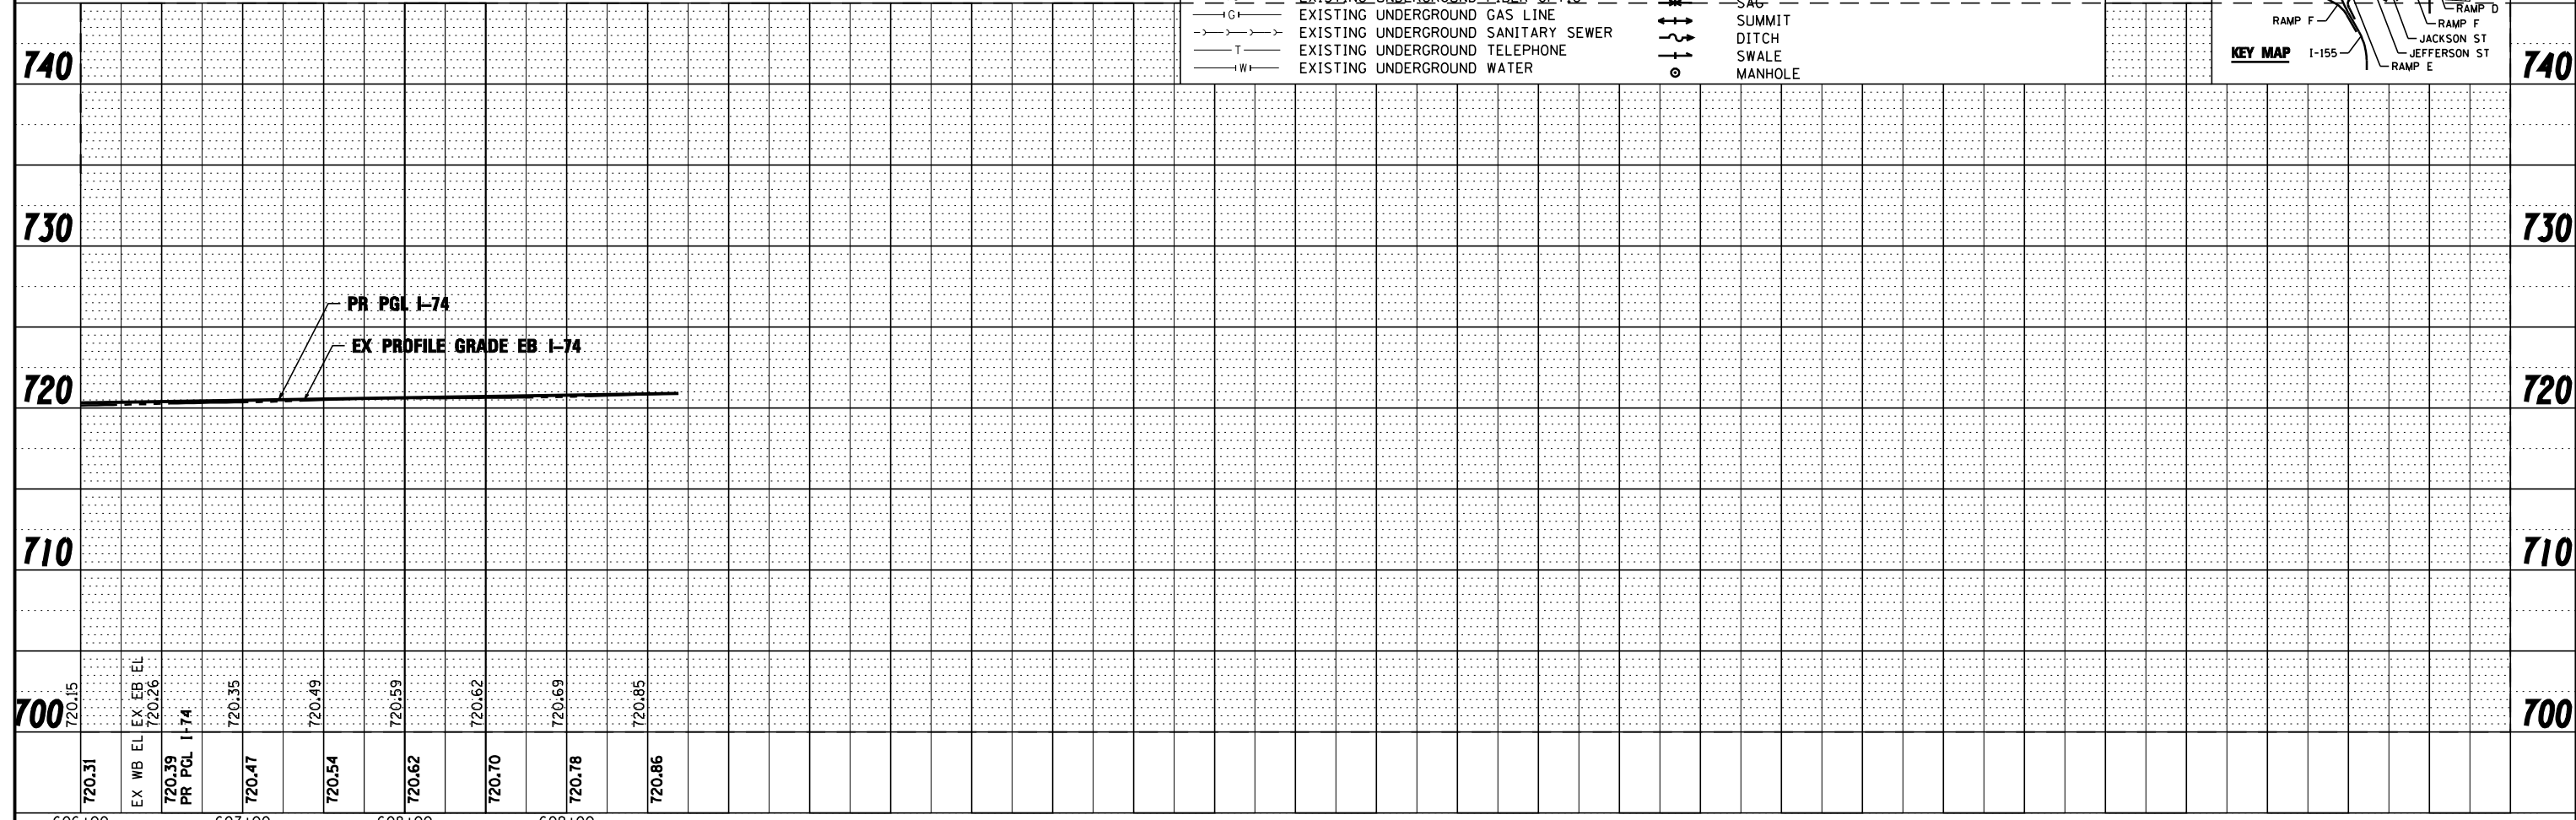 SAG
EXISTING UNDERGROUND GAS LINE
SUMMIT
EXISTING UNDERGROUND SANITARY SEWER
DITCH
EXISTING UNDERGROUND TELEPHONE
SWALE
EXISTING UNDERGROUND WATER
MANHOLE
G
T
W
RAMP D
RAMP F
RAMP F
JACKSON ST
KEY MAP
I-155
JEFFERSON ST
RAMP E
740
740
730
730
PR PGL I-74
EX PROFILE GRADE EB I-74
720
720
710
710
700
700
720.15
EX WB EL EX EB EL
720.26
720.35
720.49
720.59
720.62
720.69
720.85
720.31
720.39
PR PGL I-74
720.47
720.54
720.62
720.70
720.78
720.86